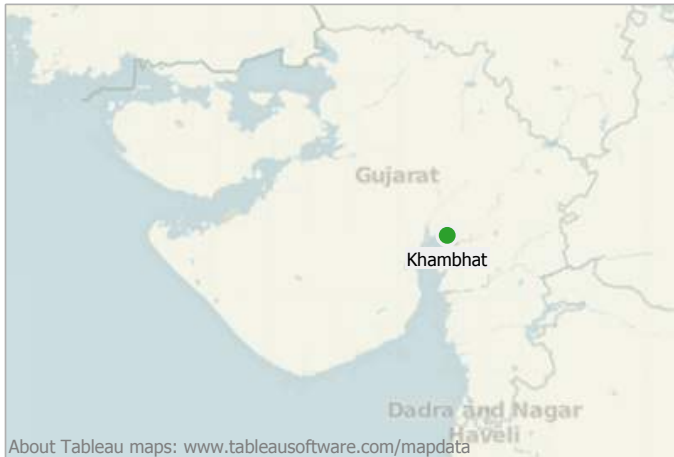 Gujarat
Khambhat
Dadra and Nagar
Haveli
About Tableau maps: www.tableausoftware.com/mapdata